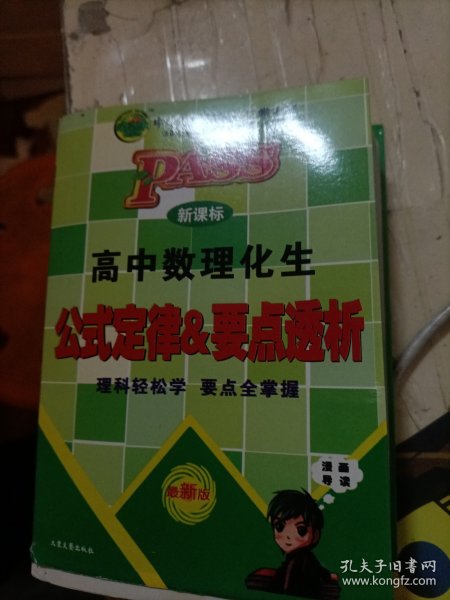 PASS
新课标
高中数理化生
公式定律&要点透析
理科轻松学 要点全掌握
漫画
导读
最新版
孔夫子旧书网
www.kongfz.com